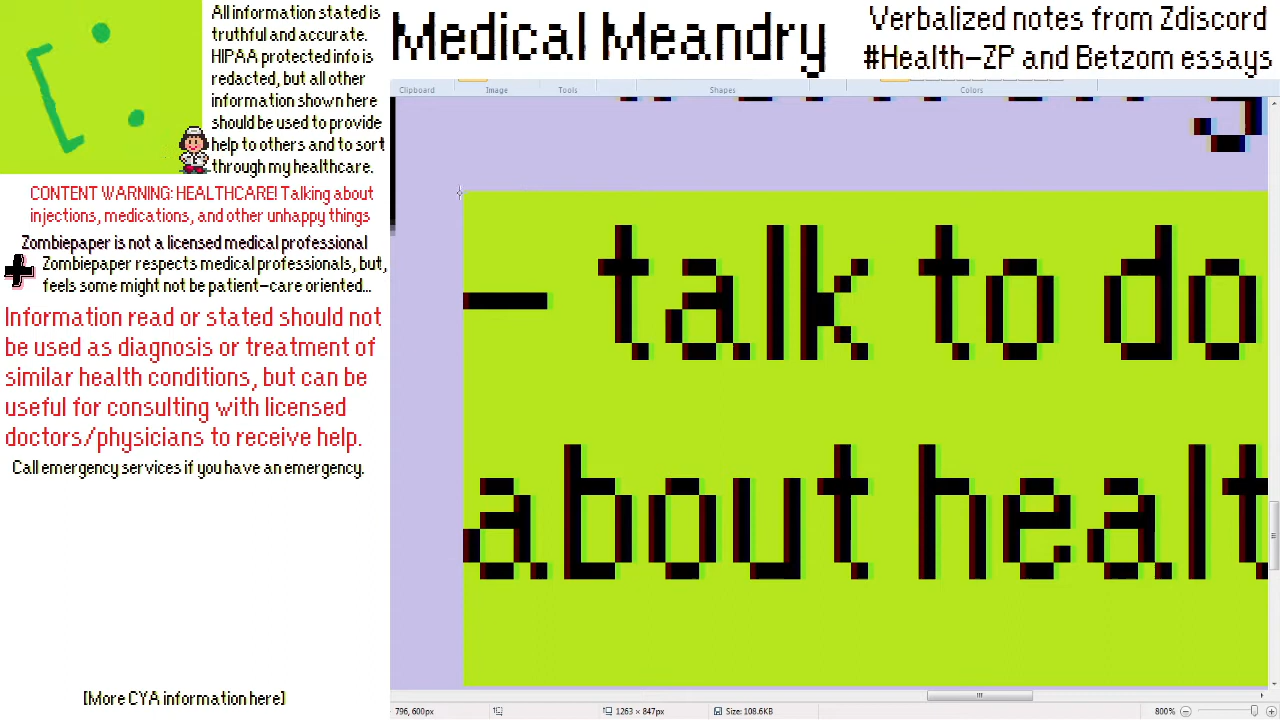 All information stated is
truthful and accurate.
HIPAA protected info is
redacted, but all other
information shown here
should be used to provide
help to others and to sort
through my healthcare.
CONTENT WARNING: HEALTHCARE! Talking about
injections, medications, and other unhappy things
Zombiepaper is not a licensed medical professional
Zombiepaper respects medical professionals, but,
feels some might not be patient-care oriented...
Information read or stated should not
be used as diagnosis or treatment of
similar health conditions, but can be
useful for consulting with licensed
doctors/physicians to receive help.
Call emergency services if you have an emergency.
[More CYA information here]
Medical Meandry
Verbalized notes from Zdiscord
#Health-ZP and Betzom essays
Clipboard Image Tools Shapes Colors
- talk to do
about healt
796, 600px 1263 × 847px Size: 108.6KB 800%